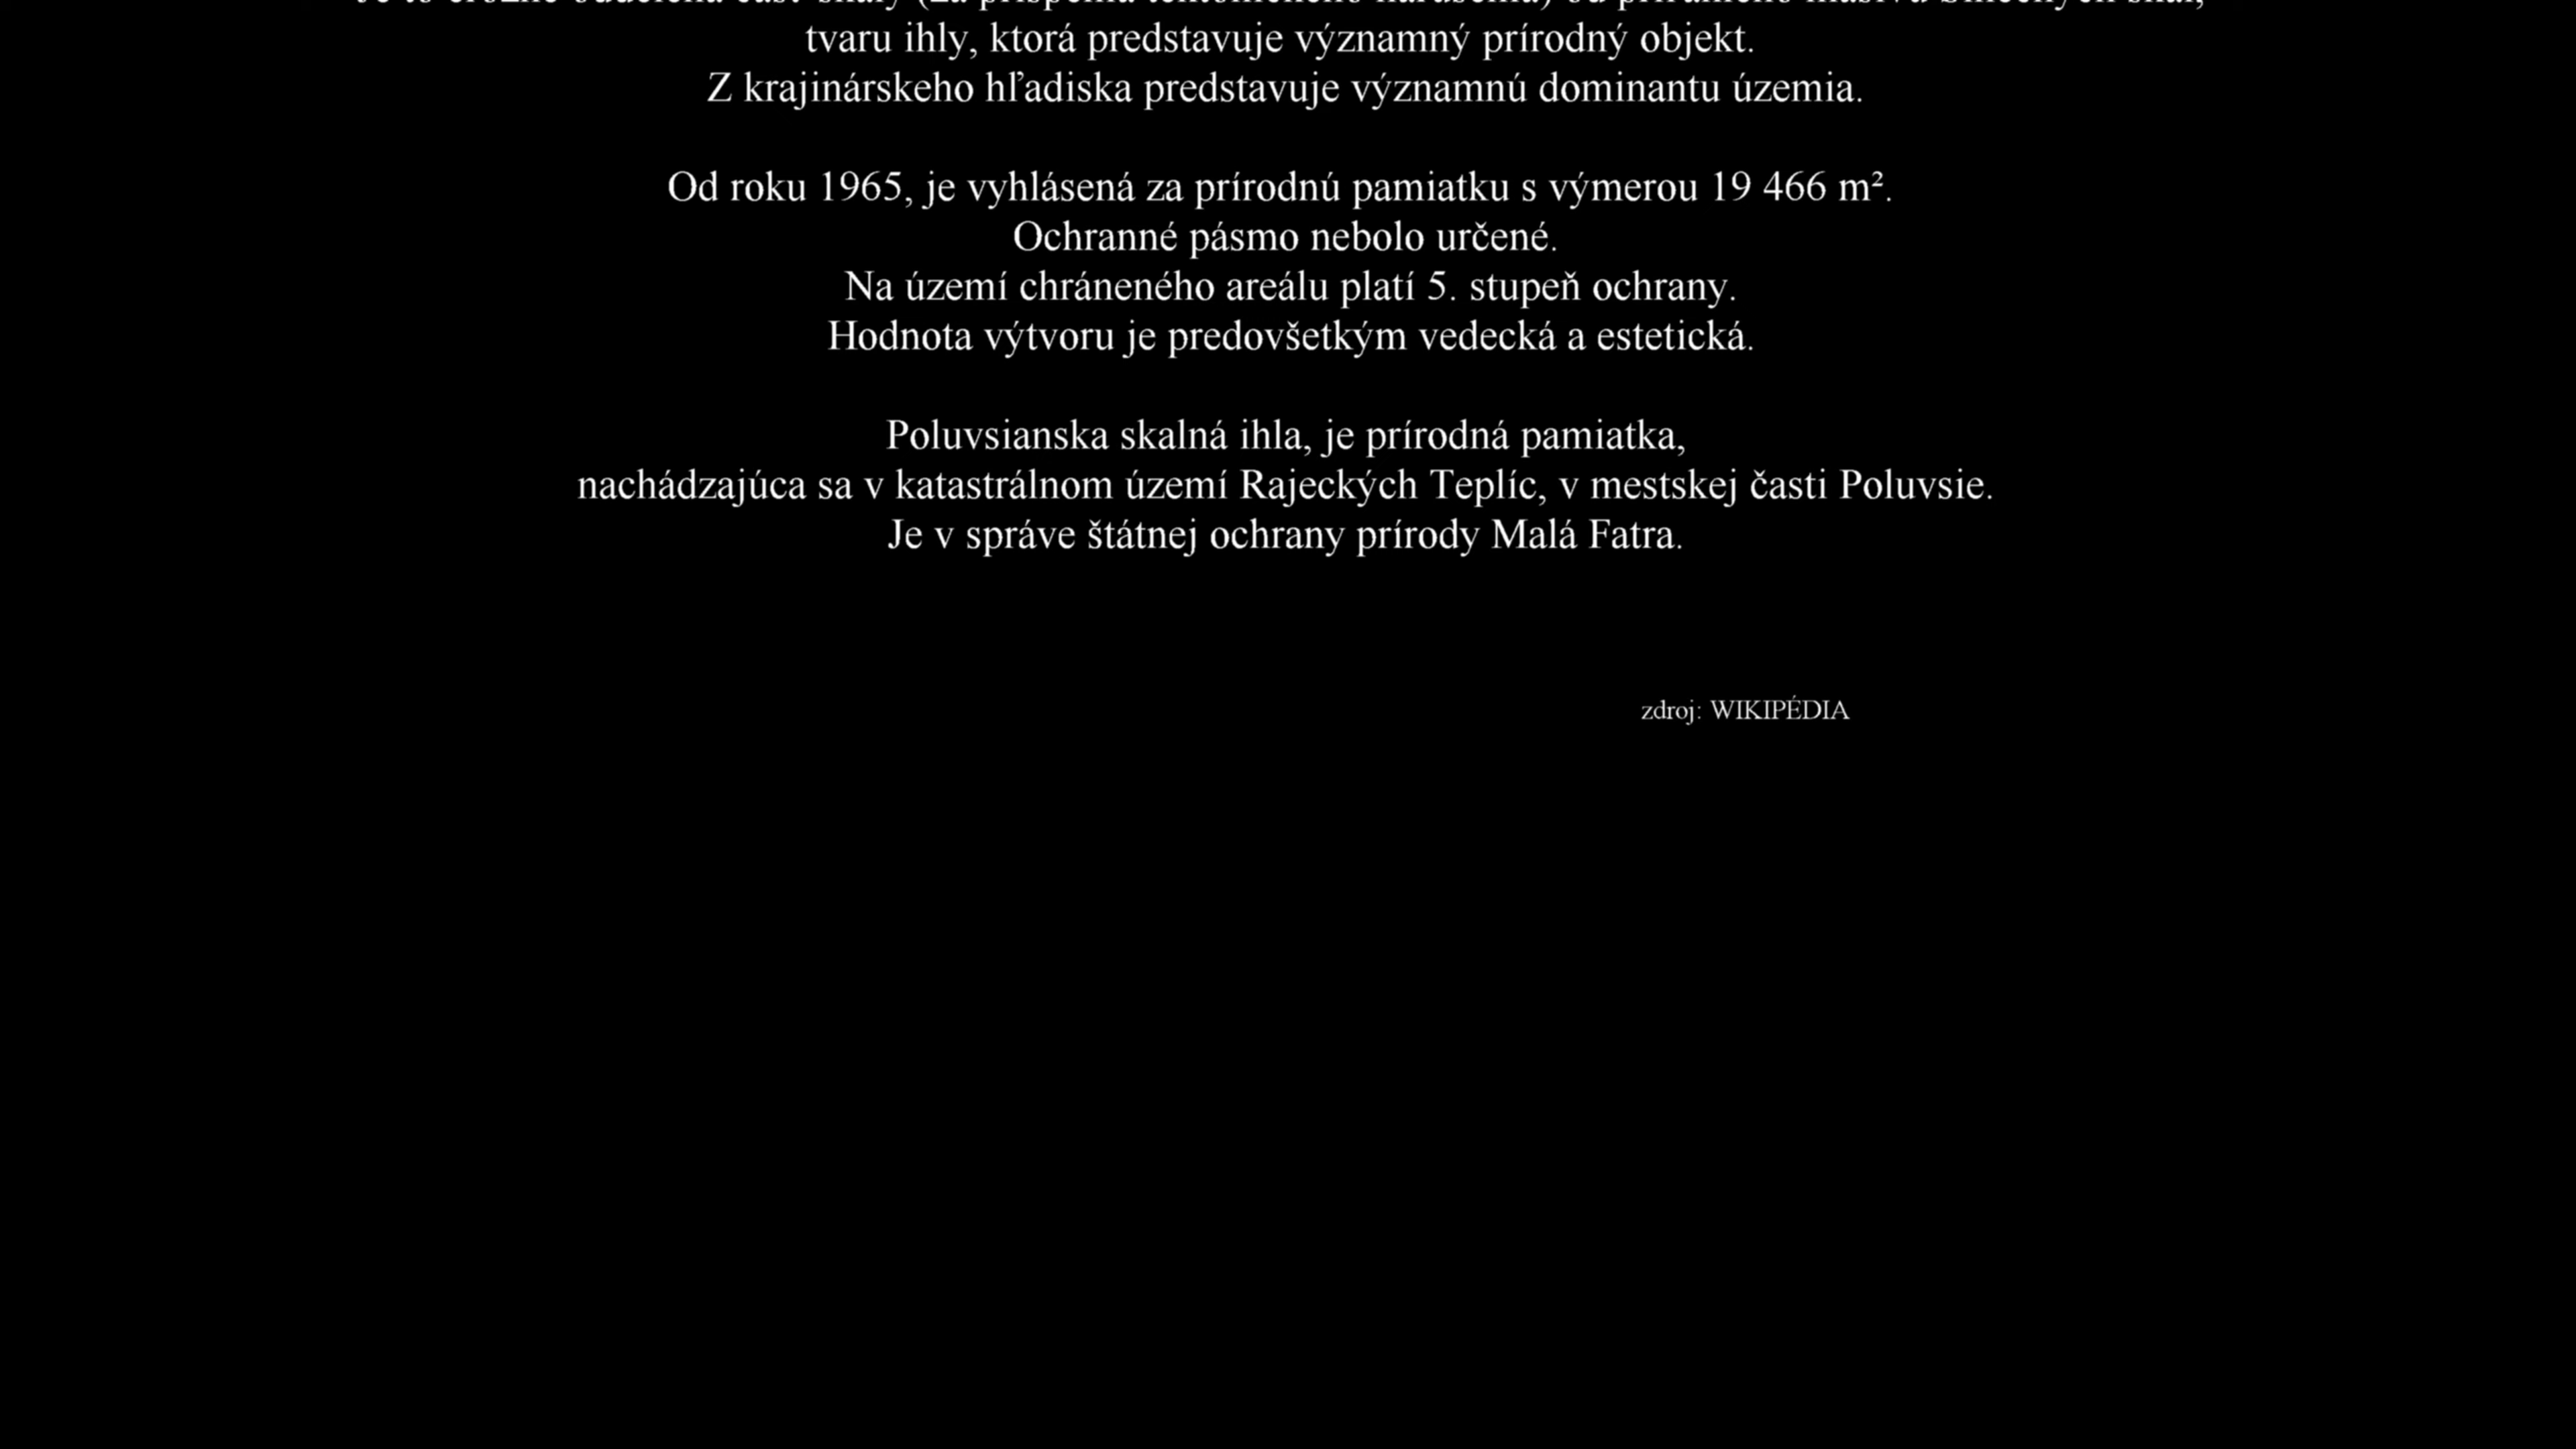 tvaru ihly, ktorá predstavuje významný prírodný objekt.
Z krajinárskeho hľadiska predstavuje významnú dominantu územia.
Od roku 1965, je vyhlásená za prírodnú pamiatku s výmerou 19 466 m².
Ochranné pásmo nebolo určené.
Na území chráneného areálu platí 5. stupeň ochrany.
Hodnota výtvoru je predovšetkým vedecká a estetická.
Poluvsianska skalná ihla, je prírodná pamiatka,
nachádzajúca sa v katastrálnom území Rajeckých Teplíc, v mestskej časti Poluvsie.
Je v správe štátnej ochrany prírody Malá Fatra.
zdroj: WIKIPÉDIA